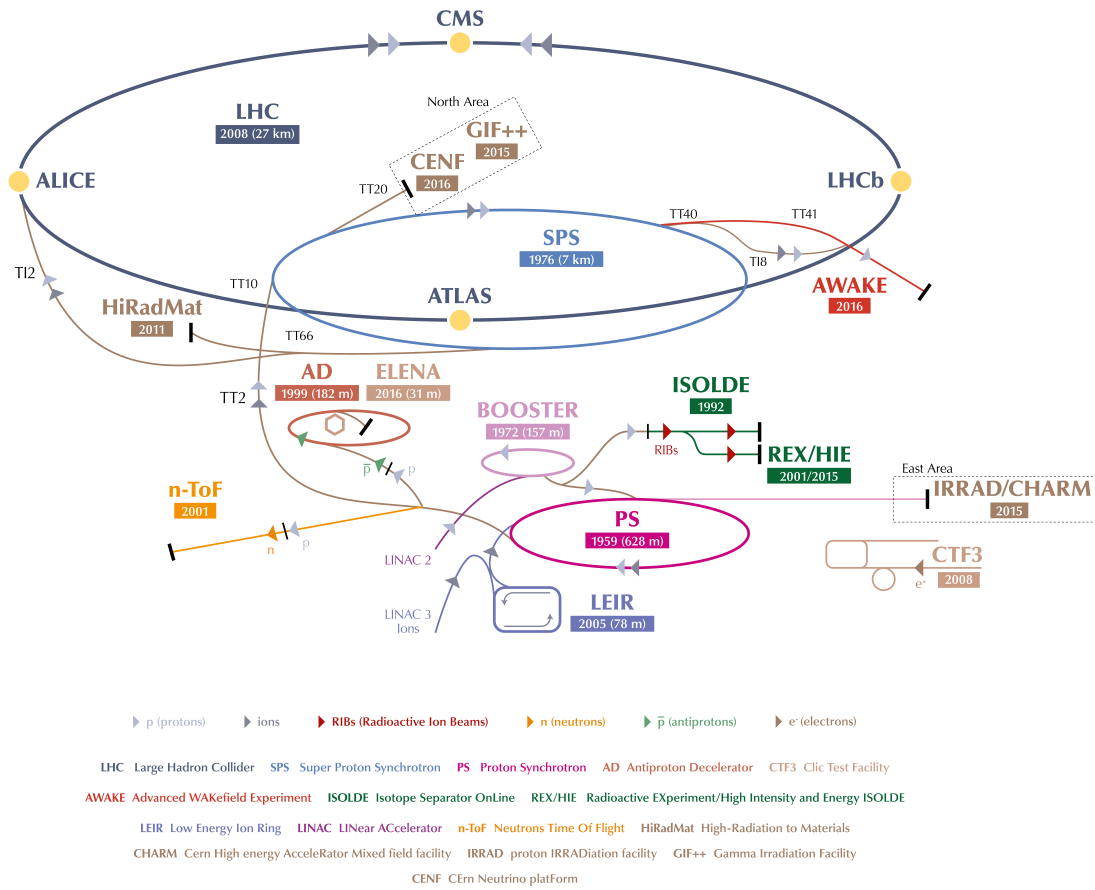 CMS
North Area
LHC
2008 (27 km)
GIF++
2015
CENF
2016
ALICE
TT20
LHCb
TT40
TT41
SPS
1976 (7 km)
TI8
TI2
TT10
AWAKE
2016
ATLAS
HiRadMat
2011
TT66
AD
1999 (182 m)
ELENA
2016 (31 m)
TT2
ISOLDE
1992
BOOSTER
1972 (157 m)
RIBs
REX/HIE
2001/2015
p̅
p
East Area
IRRAD/CHARM
2015
n-ToF
2001
PS
1959 (628 m)
n
p
LINAC 2
CTF3
2008
e-
LEIR
2005 (78 m)
LINAC 3
Ions
p (protons) ions RIBs (Radioactive Ion Beams) n (neutrons) p̅ (antiprotons) e- (electrons)
LHC Large Hadron Collider SPS Super Proton Synchrotron PS Proton Synchrotron AD Antiproton Decelerator CTF3 Clic Test Facility
AWAKE Advanced WAKefield Experiment ISOLDE Isotope Separator OnLine REX/HIE Radioactive EXperiment/High Intensity and Energy ISOLDE
LEIR Low Energy Ion Ring LINAC LINear ACcelerator n-ToF Neutrons Time Of Flight HiRadMat High-Radiation to Materials
CHARM Cern High energy AcceleRator Mixed field facility IRRAD proton IRRADiation facility GIF++ Gamma Irradiation Facility
CENF CErn Neutrino platForm